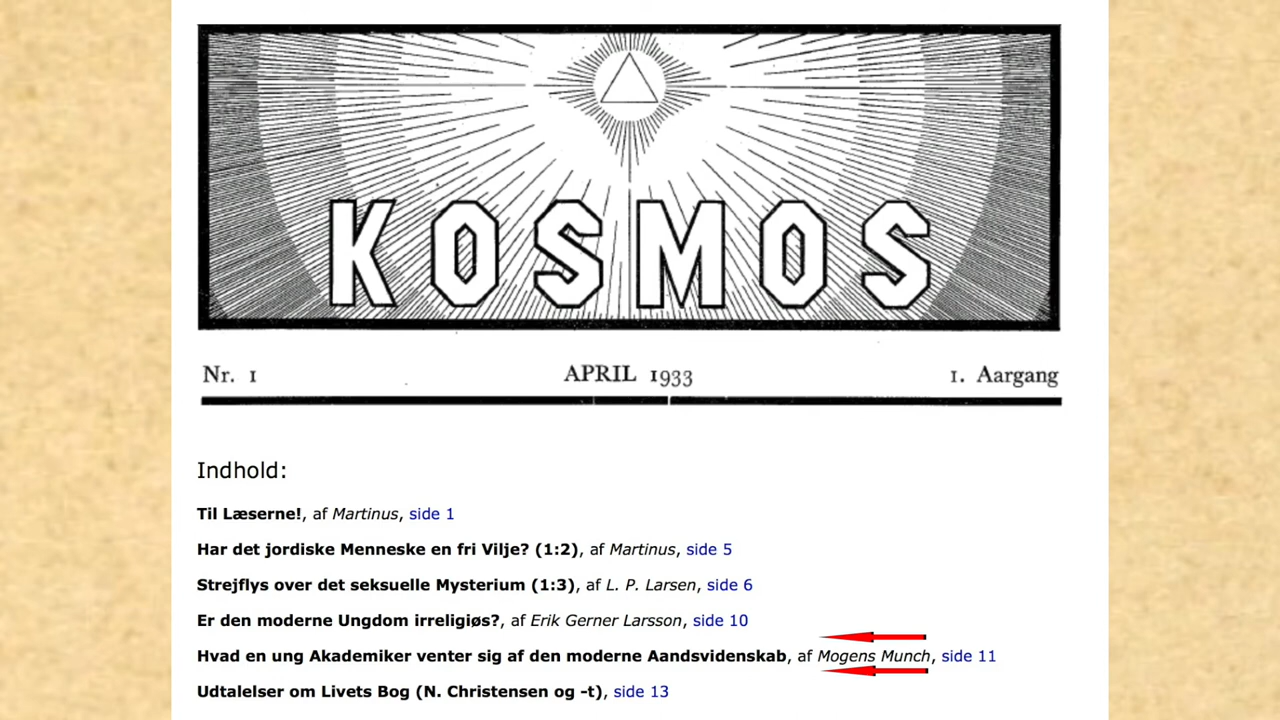 KOSMOS
Nr. 1 APRIL 1933 1. Aargang
Indhold:
Til Læserne!, af Martinus, side 1
Har det jordiske Menneske en fri Vilje? (1:2), af Martinus, side 5
Strejflys over det seksuelle Mysterium (1:3), af L. P. Larsen, side 6
Er den moderne Ungdom irreligiøs?, af Erik Gerner Larsson, side 10
Hvad en ung Akademiker venter sig af den moderne Aandsvidenskab, af Mogens Munch, side 11
Udtalelser om Livets Bog (N. Christensen og -t), side 13